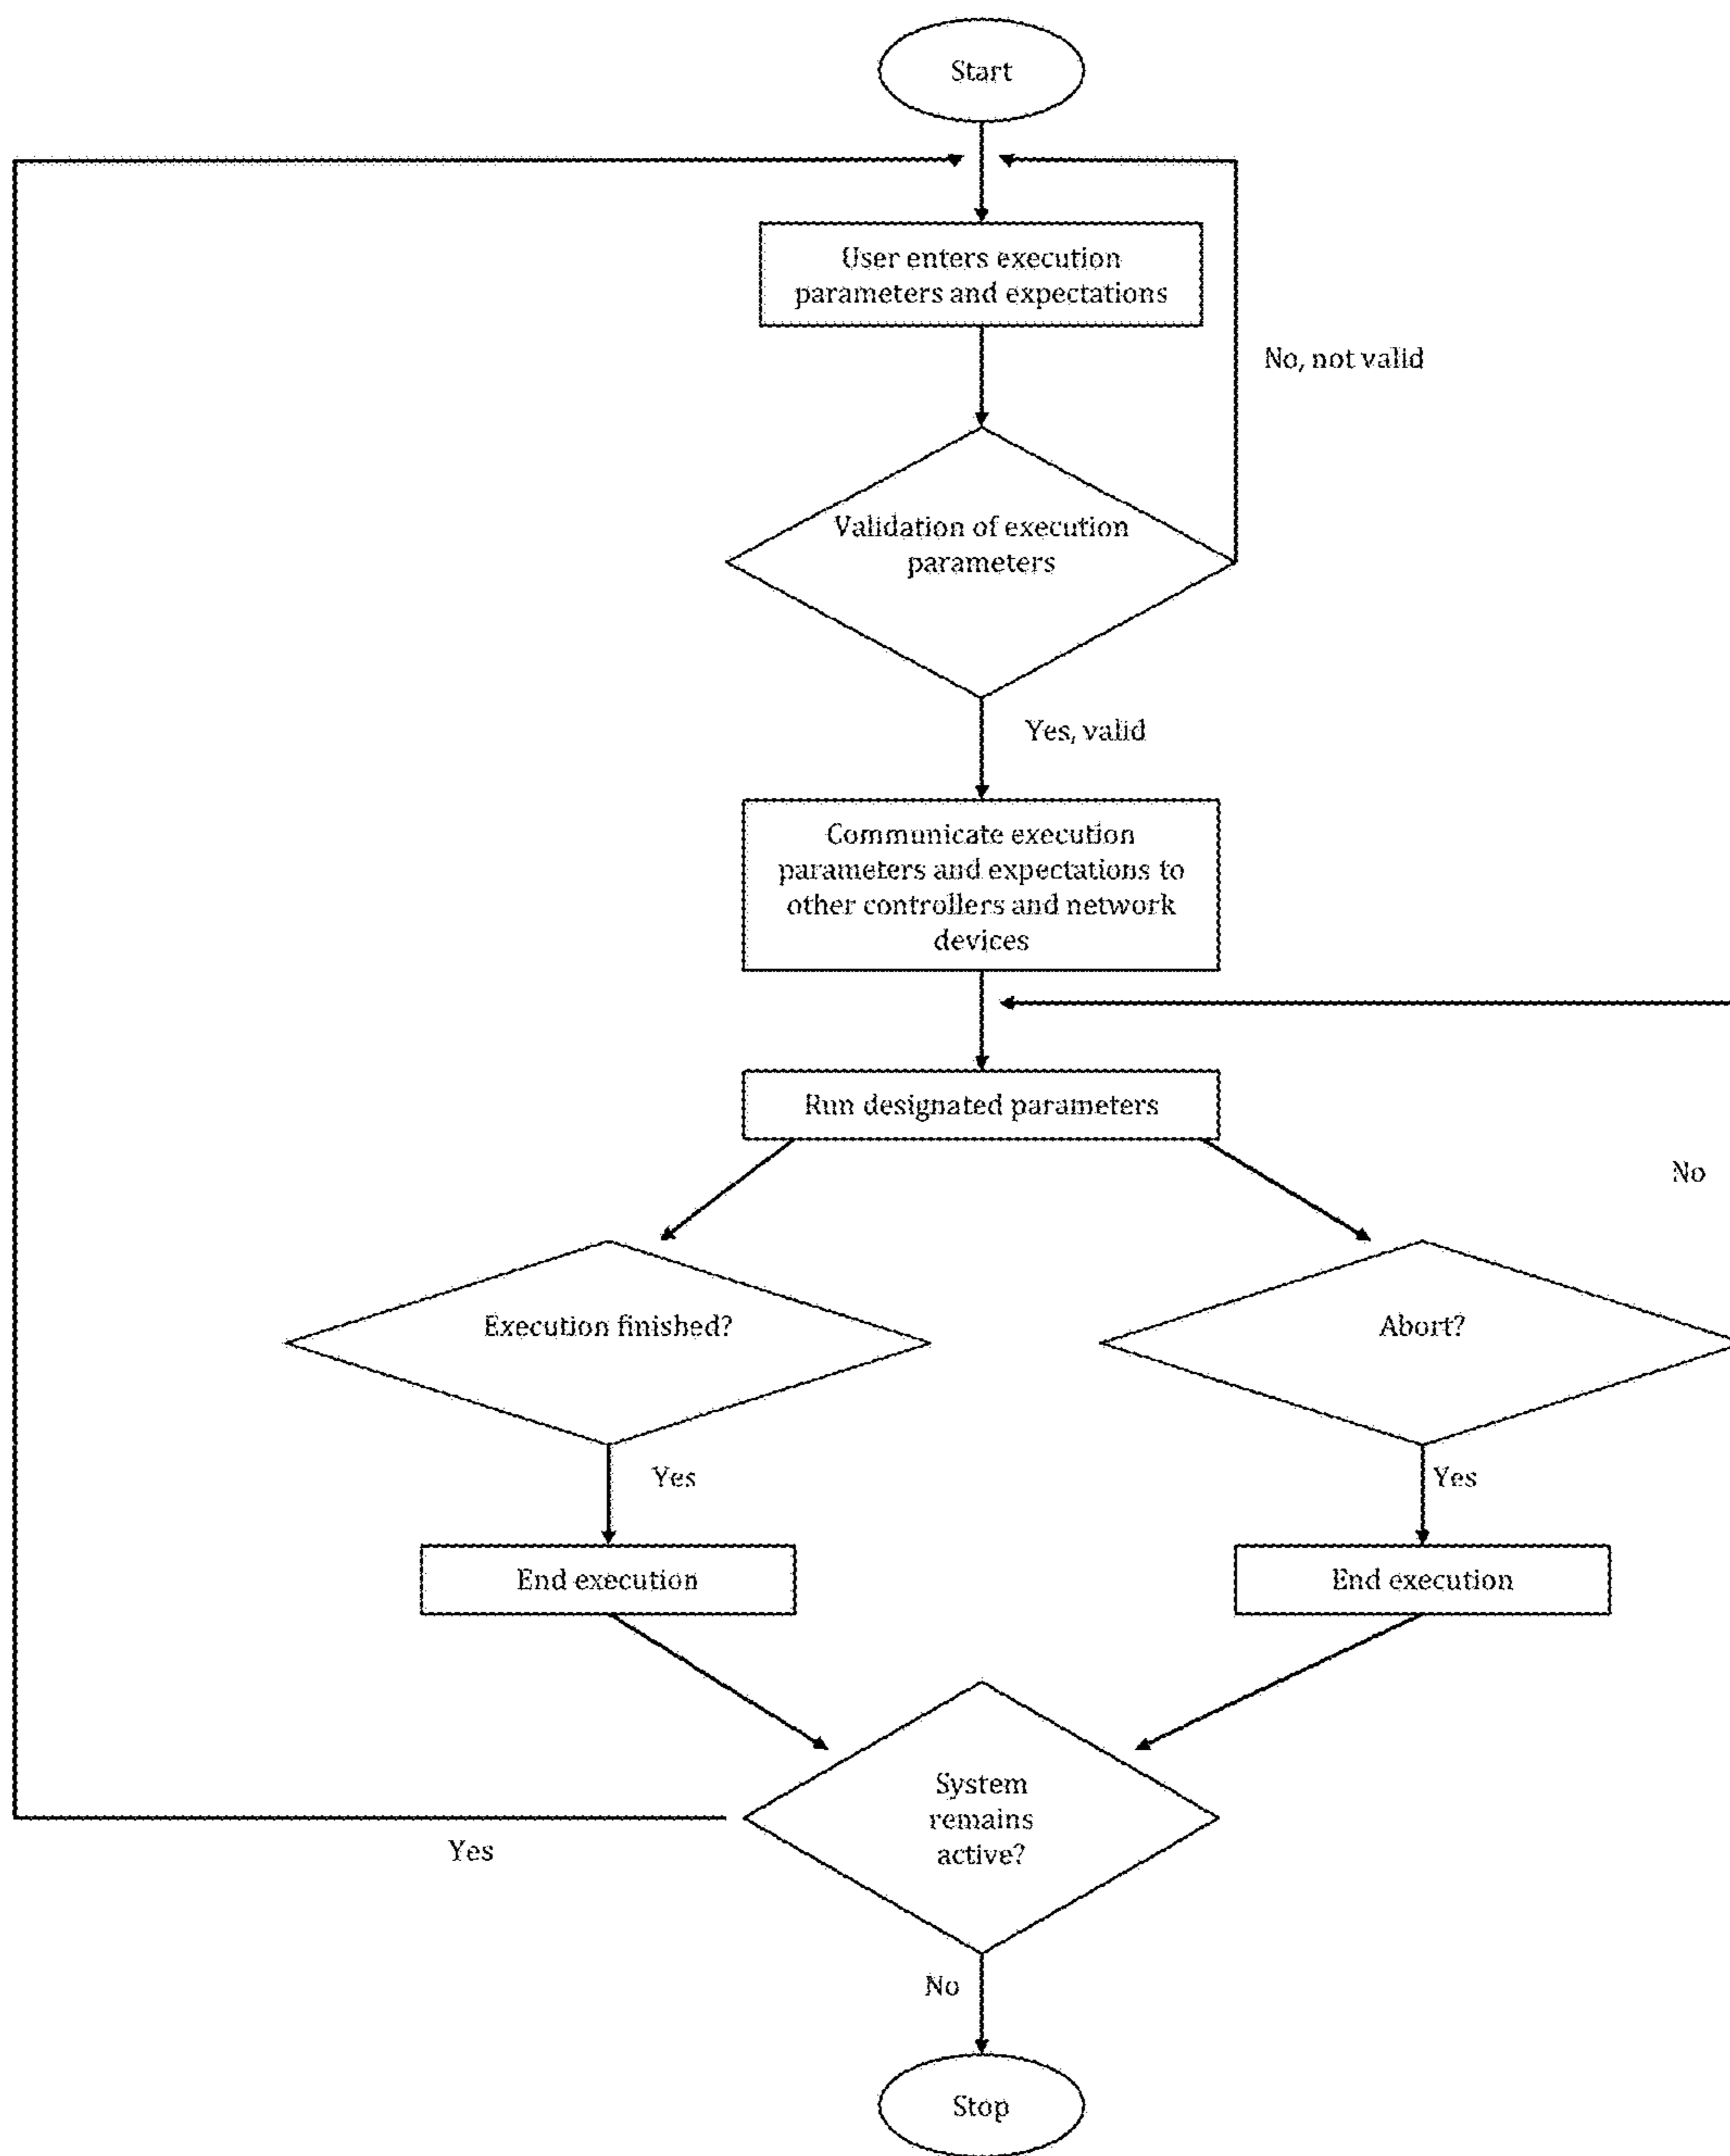 Start
User enters execution
parameters and expectations
No, not valid
Validation of execution
parameters
Yes, valid
Communicate execution
parameters and expectations to
other controllers and network
devices
Run designated parameters
No
Execution finished?
Abort?
Yes
Yes
End execution
End execution
System
remains
active?
Yes
No
Stop